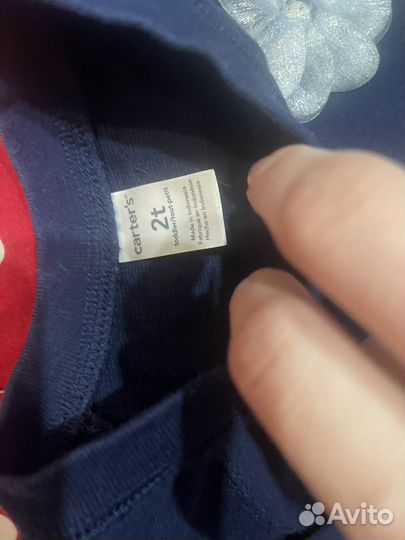 carter's
2t
toddler/tout-petit
Made in Indonesia
Fabriqué en Indonésie
Hecho en Indonesia
Avito